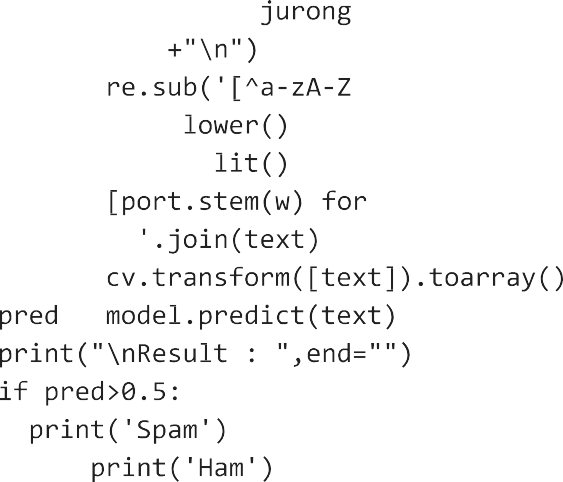 jurong
+"\n")
re.sub('[^a-zA-Z
lower()
lit()
[port.stem(w) for
'.join(text)
cv.transform([text]).toarray()
pred model.predict(text)
print("\nResult : ",end="")
if pred>0.5:
print('Spam')
print('Ham')